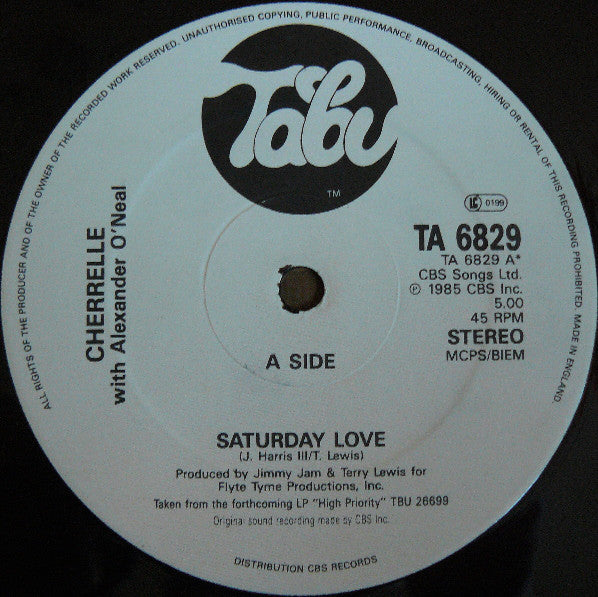 ALL RIGHTS OF THE PRODUCER AND OF THE OWNER OF THE RECORDED WORK RESERVED. UNAUTHORISED COPYING, PUBLIC PERFORMANCE, BROADCASTING, HIRING OR RENTAL OF THIS RECORDING PROHIBITED. MADE IN ENGLAND.
Tabu
TM
CHERRELLE
with Alexander O'Neal
LC 0199
TA 6829
TA 6829 A*
CBS Songs Ltd.
℗ 1985 CBS Inc.
5.00
45 RPM
STEREO
MCPS/BIEM
A SIDE
SATURDAY LOVE
(J. Harris III/T. Lewis)
Produced by Jimmy Jam & Terry Lewis for
Flyte Tyme Productions, Inc.
Taken from the forthcoming LP "High Priority" TBU 26699
Original sound recording made by CBS Inc.
DISTRIBUTION CBS RECORDS